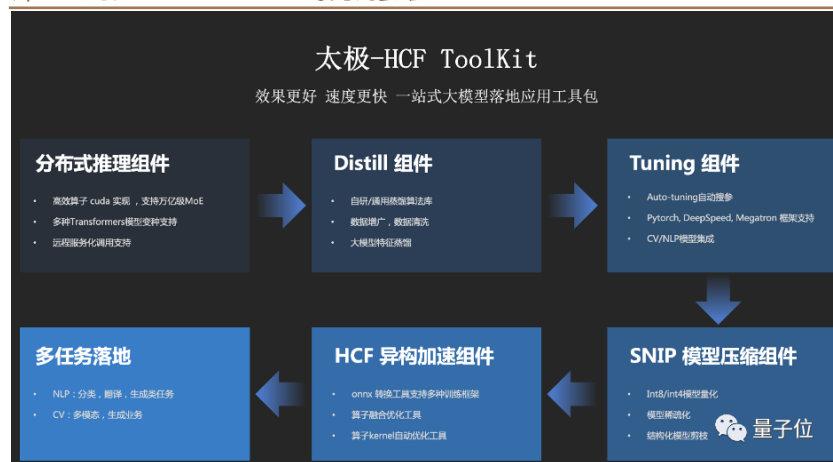 太极-HCF ToolKit
效果更好 速度更快 一站式大模型落地应用工具包
分布式推理组件
· 高效算子 cuda 实现，支持万亿级MoE
· 多种Transformers模型变种支持
· 远程服务化调用支持
Distill 组件
· 自研/通用蒸馏算法库
· 数据增广，数据清洗
· 大模型特征蒸馏
Tuning 组件
· Auto-tuning自动搜参
· Pytorch, DeepSpeed, Megatron 框架支持
· CV/NLP模型集成
多任务落地
· NLP：分类，翻译，生成类任务
· CV：多模态，生成业务
HCF 异构加速组件
· onnx 转换工具支持多种训练框架
· 算子融合优化工具
· 算子kernel自动优化工具
SNIP 模型压缩组件
· Int8/int4模型量化
· 模型稀疏化
· 结构化模型剪枝
量子位